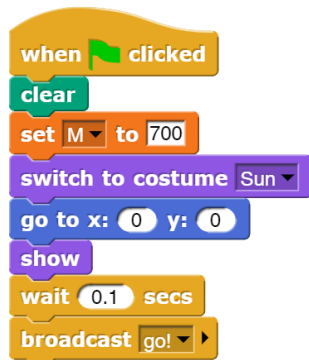 when clicked
clear
set M to 700
switch to costume Sun
go to x: 0 y: 0
show
wait 0.1 secs
broadcast go!